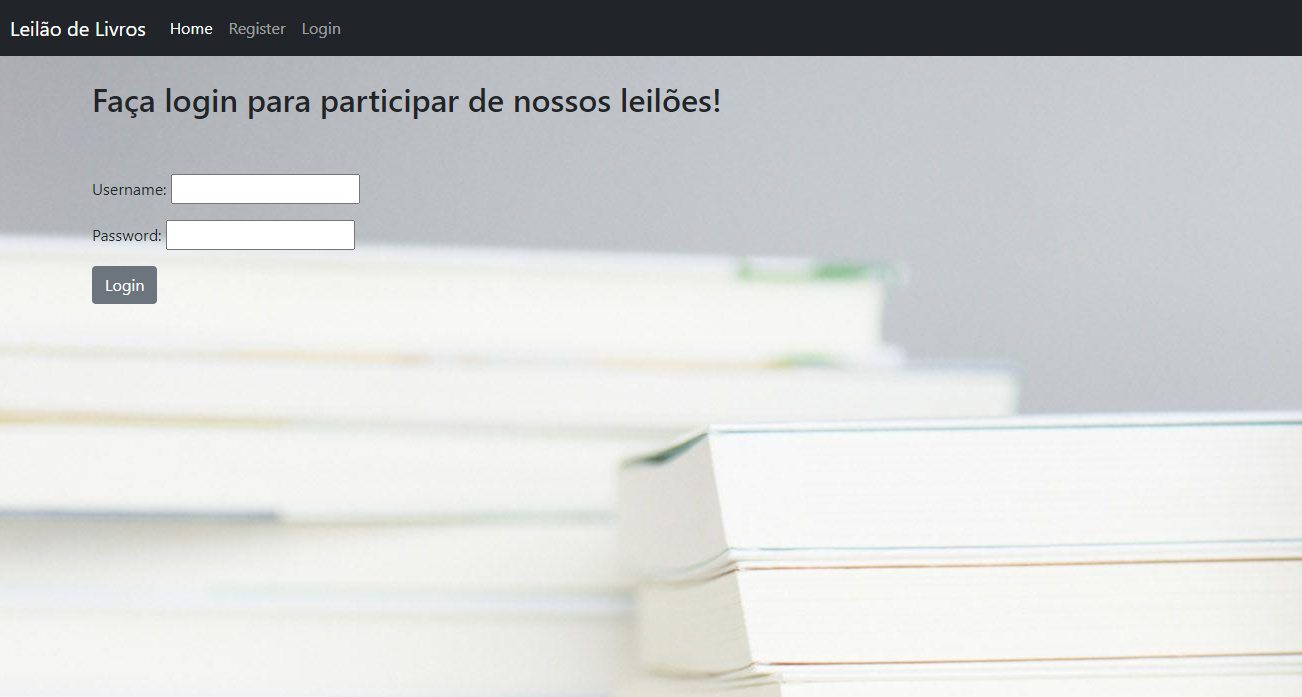 Leilão de Livros Home Register Login
Faça login para participar de nossos leilões!
Username:
Password:
Login